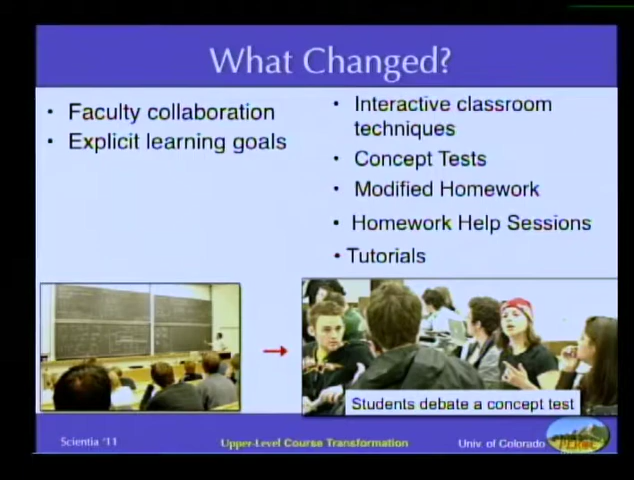 What Changed?
• Faculty collaboration
• Explicit learning goals
• Interactive classroom
techniques
• Concept Tests
• Modified Homework
• Homework Help Sessions
• Tutorials
Students debate a concept test
Scientia '11
Upper-Level Course Transformation
Univ. of Colorado